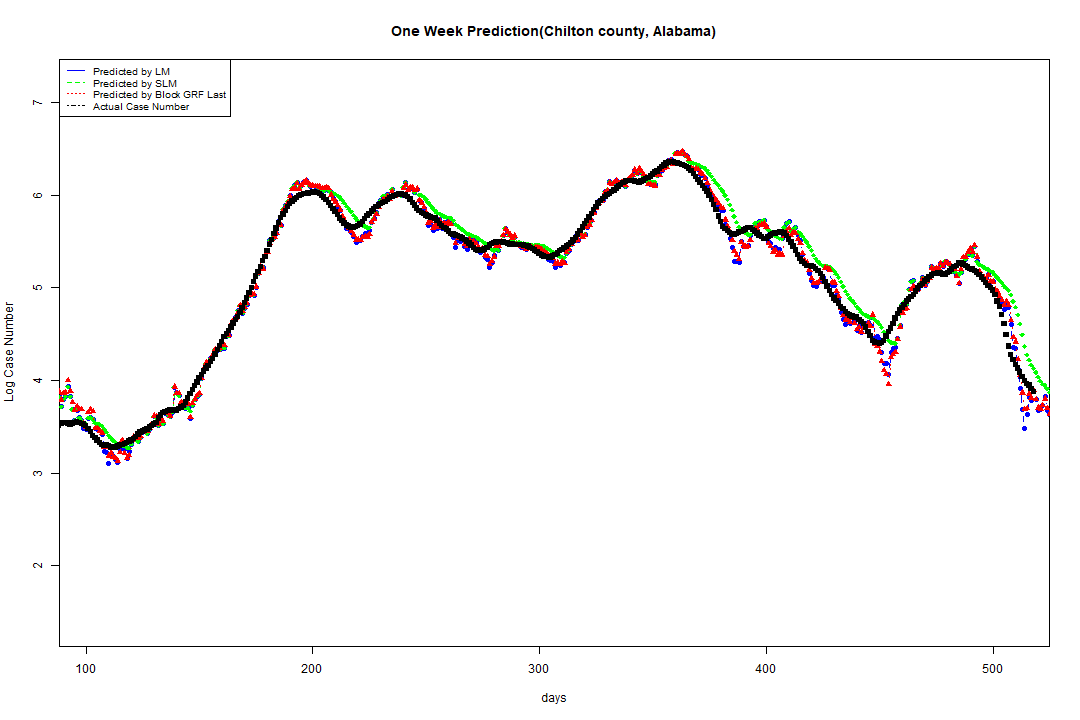 One Week Prediction(Chilton county, Alabama)
Predicted by LM
Predicted by SLM
Predicted by Block GRF Last
Actual Case Number
7
6
5
4
3
2
Log Case Number
100 200 300 400 500
days